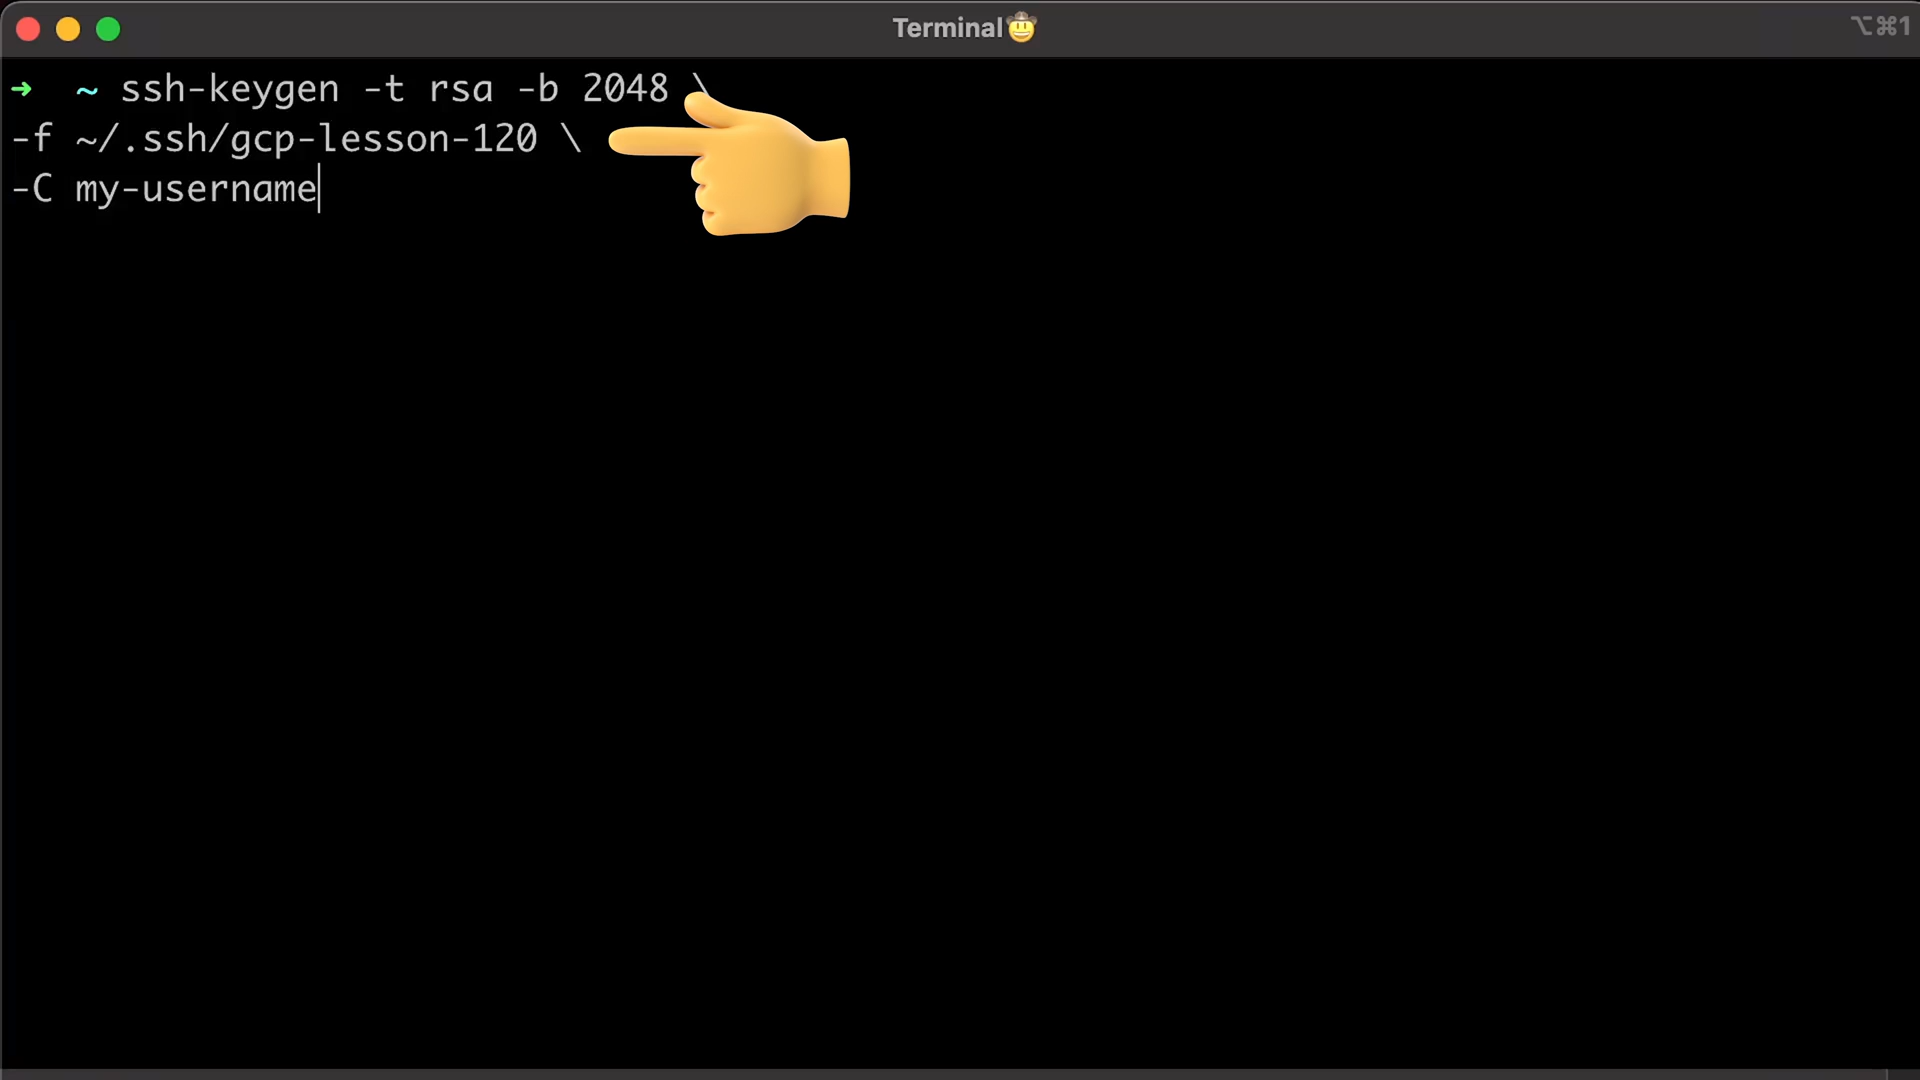 Terminal🤠
⌥⌘1
➜ ~ ssh-keygen -t rsa -b 2048 \
-f ~/.ssh/gcp-lesson-120 \
-C my-username